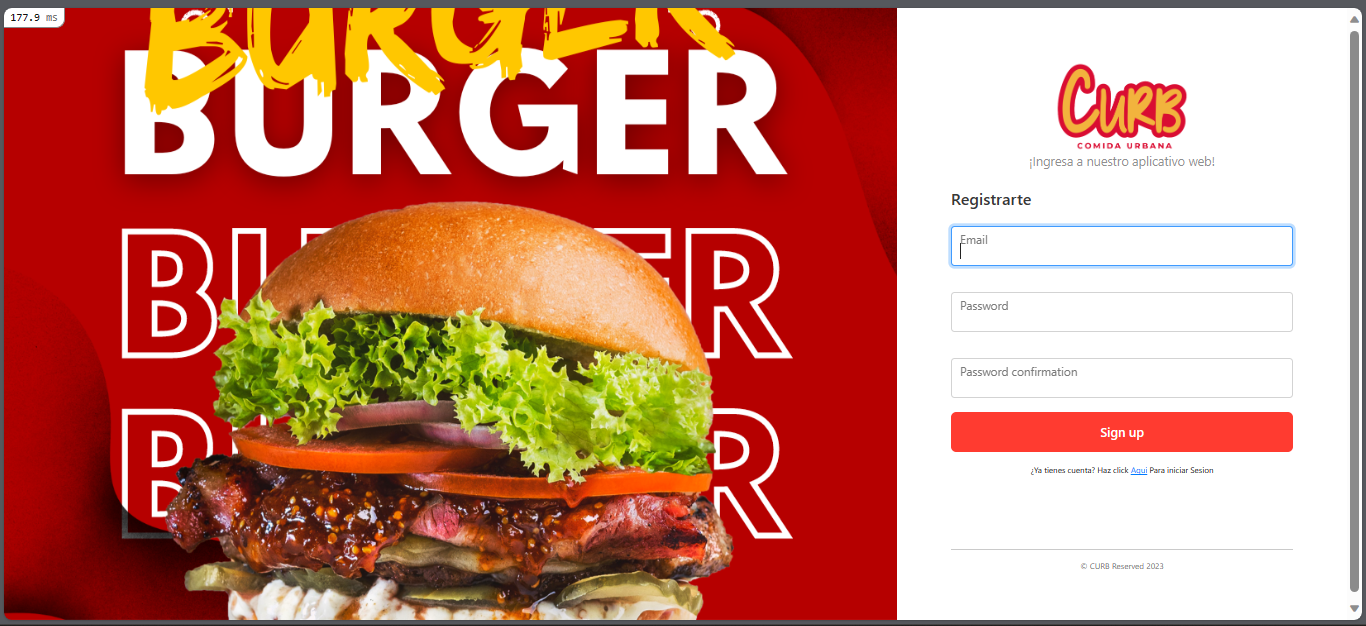 177.9 ms
BURGER
BURGER
BURGER
BURGER
CURB
COMIDA URBANA
¡Ingresa a nuestro aplicativo web!
Registrarte
Email
Password
Password confirmation
Sign up
¿Ya tienes cuenta? Haz click Aqui Para iniciar Sesion
© CURB Reserved 2023